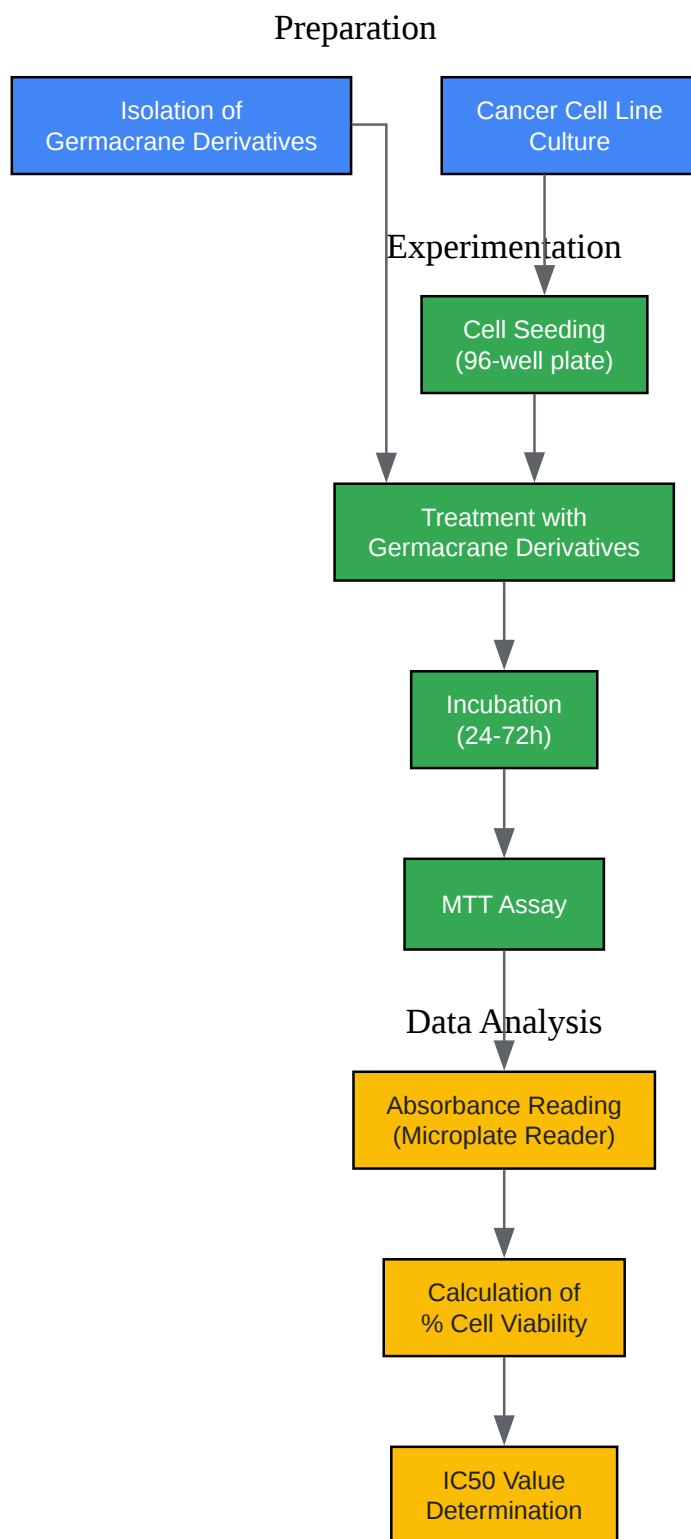 Preparation
Isolation of
Germacrane Derivatives
Cancer Cell Line
Culture
Experimentation
Cell Seeding
(96-well plate)
Treatment with
Germacrane Derivatives
Incubation
(24-72h)
MTT Assay
Data Analysis
Absorbance Reading
(Microplate Reader)
Calculation of
% Cell Viability
IC50 Value
Determination